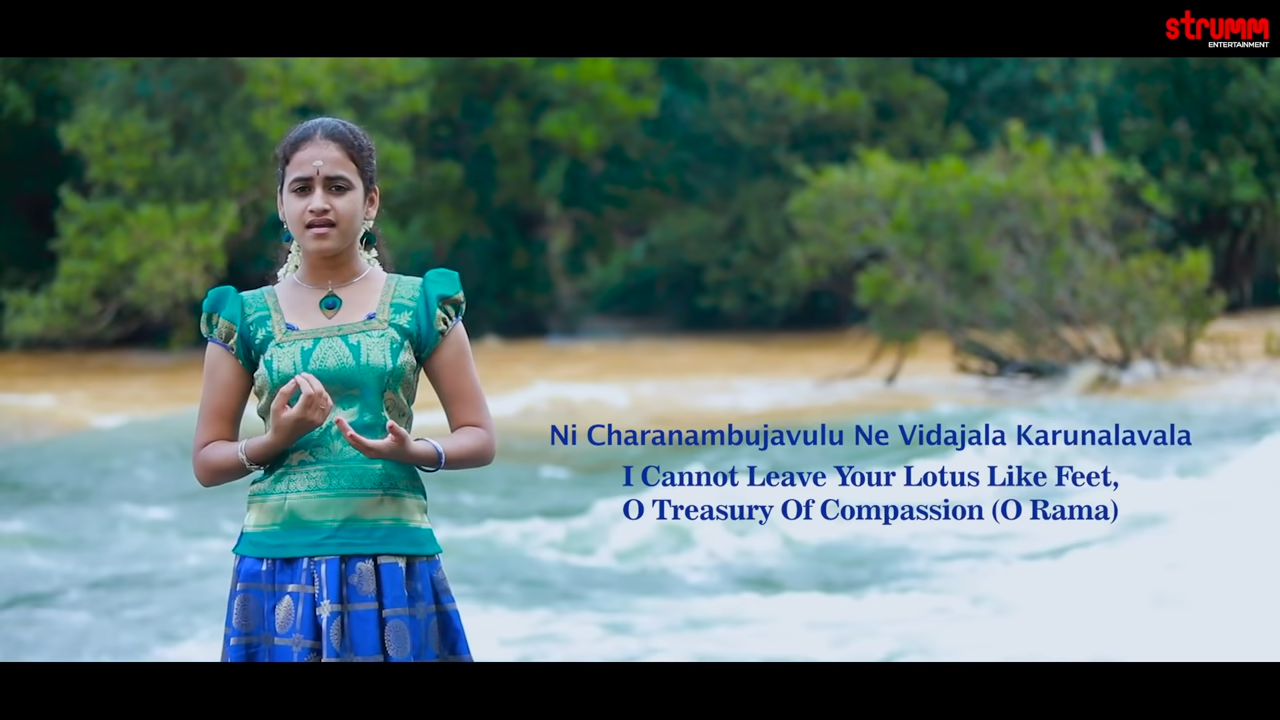 strumm
ENTERTAINMENT
Ni Charanambujavulu Ne Vidajala Karunalavala
I Cannot Leave Your Lotus Like Feet,
O Treasury Of Compassion (O Rama)